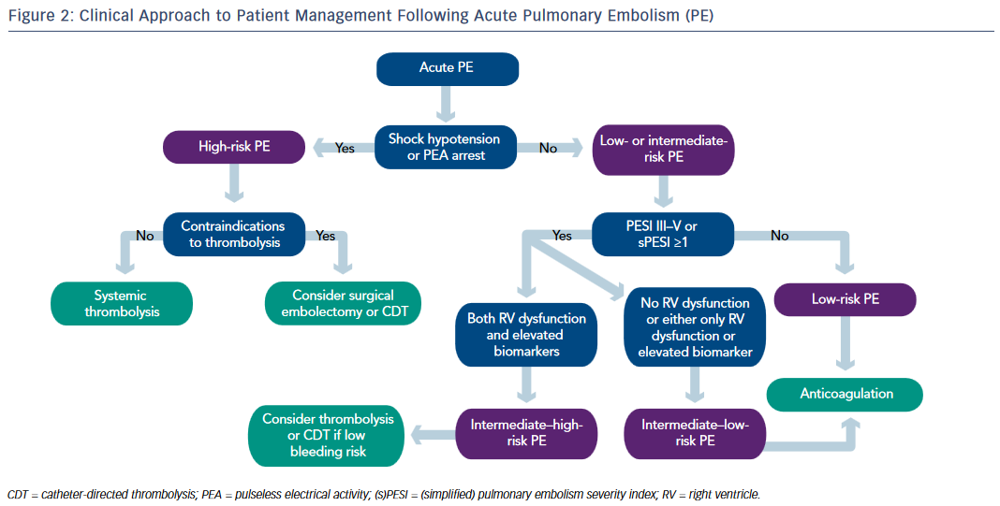 Figure 2: Clinical Approach to Patient Management Following Acute Pulmonary Embolism (PE)
Acute PE
High-risk PE
Yes
Shock hypotension
or PEA arrest
No
Low- or intermediate-
risk PE
No
Contraindications
to thrombolysis
Yes
Yes
PESI III–V or
sPESI ≥1
No
Systemic
thrombolysis
Consider surgical
embolectomy or CDT
Both RV dysfunction
and elevated
biomarkers
No RV dysfunction
or either only RV
dysfunction or
elevated biomarker
Low-risk PE
Anticoagulation
Consider thrombolysis
or CDT if low
bleeding risk
Intermediate–high-
risk PE
Intermediate–low-
risk PE
CDT = catheter-directed thrombolysis; PEA = pulseless electrical activity; (s)PESI = (simplified) pulmonary embolism severity index; RV = right ventricle.